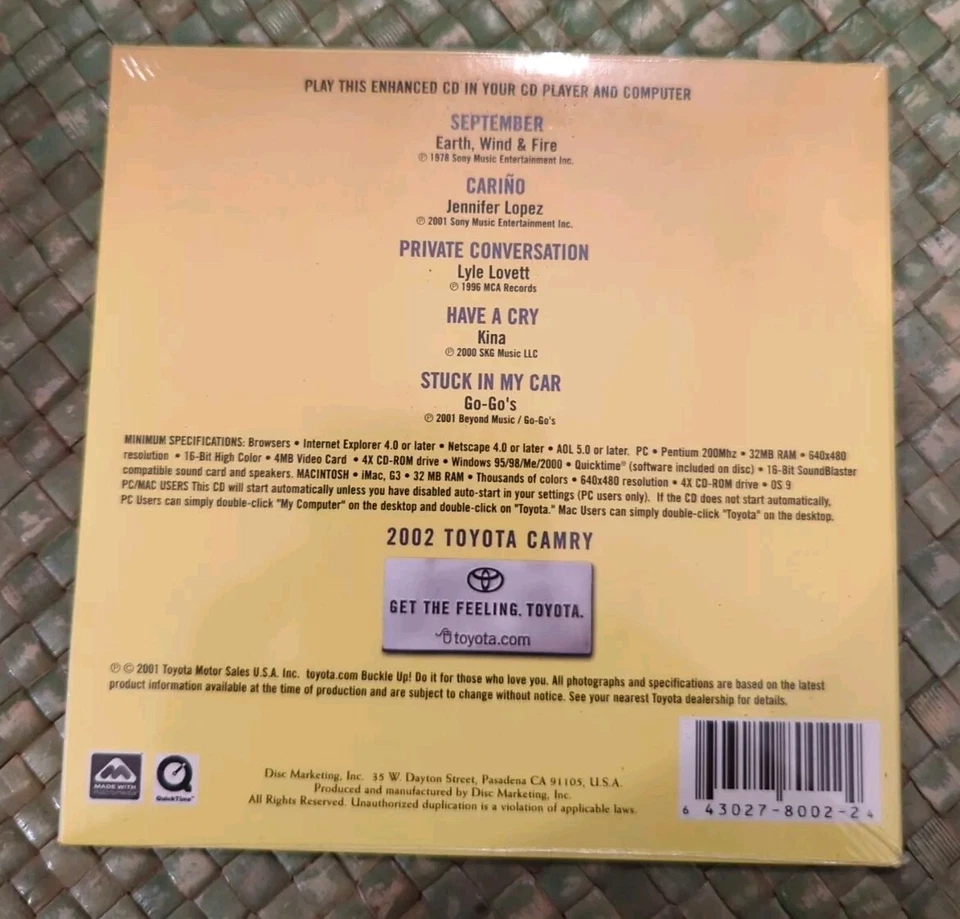 PLAY THIS ENHANCED CD IN YOUR CD PLAYER AND COMPUTER
SEPTEMBER
Earth, Wind & Fire
℗ 1978 Sony Music Entertainment Inc.
CARIÑO
Jennifer Lopez
℗ 2001 Sony Music Entertainment Inc.
PRIVATE CONVERSATION
Lyle Lovett
℗ 1996 MCA Records
HAVE A CRY
Kina
℗ 2000 SKG Music LLC
STUCK IN MY CAR
Go-Go's
℗ 2001 Beyond Music / Go-Go's
MINIMUM SPECIFICATIONS: Browsers • Internet Explorer 4.0 or later • Netscape 4.0 or later • AOL 5.0 or later. PC • Pentium 200Mhz • 32MB RAM • 640x480
resolution • 16-Bit High Color • 4MB Video Card • 4X CD-ROM drive • Windows 95/98/Me/2000 • Quicktime® (software included on disc) • 16-Bit SoundBlaster
compatible sound card and speakers. MACINTOSH • iMac, G3 • 32 MB RAM • Thousands of colors • 640x480 resolution • 4X CD-ROM drive • OS 9
PC/MAC USERS This CD will start automatically unless you have disabled auto-start in your settings (PC users only). If the CD does not start automatically,
PC Users can simply double-click "My Computer" on the desktop and double-click on "Toyota." Mac Users can simply double-click "Toyota" on the desktop.
2002 TOYOTA CAMRY
GET THE FEELING. TOYOTA.
toyota.com
℗ © 2001 Toyota Motor Sales U.S.A. Inc. toyota.com Buckle Up! Do it for those who love you. All photographs and specifications are based on the latest
product information available at the time of production and are subject to change without notice. See your nearest Toyota dealership for details.
MADE WITH
macromedia
QuickTime™
Disc Marketing, Inc. 35 W. Dayton Street, Pasadena CA 91105, U.S.A.
Produced and manufactured by Disc Marketing, Inc.
All Rights Reserved. Unauthorized duplication is a violation of applicable laws.
6 43027-8002-2 4